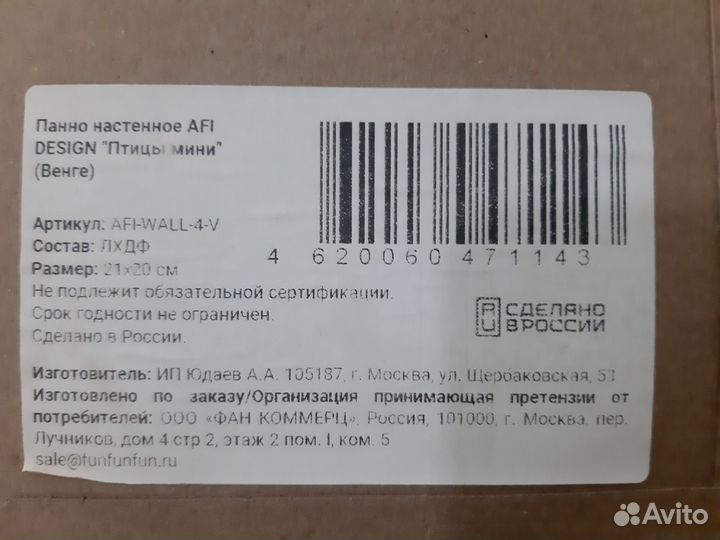 Панно настенное AFI
DESIGN "Птицы мини"
(Венге)
Артикул: AFI-WALL-4-V
Состав: ЛХДФ
Размер: 21x20 см
4 620060 471143
Не подлежит обязательной сертификации.
Срок годности не ограничен.
Сделано в России.
RU СДЕЛАНО
В РОССИИ
Изготовитель: ИП Юдаев А.А. 105187, г. Москва, ул. Щербаковская, 53
Изготовлено по заказу/Организация принимающая претензии от
потребителей: ООО «ФАН КОММЕРЦ», Россия, 101000, г. Москва, пер.
Лучников, дом 4 стр 2, этаж 2 пом. I, ком. 5
sale@funfunfun.ru
Avito